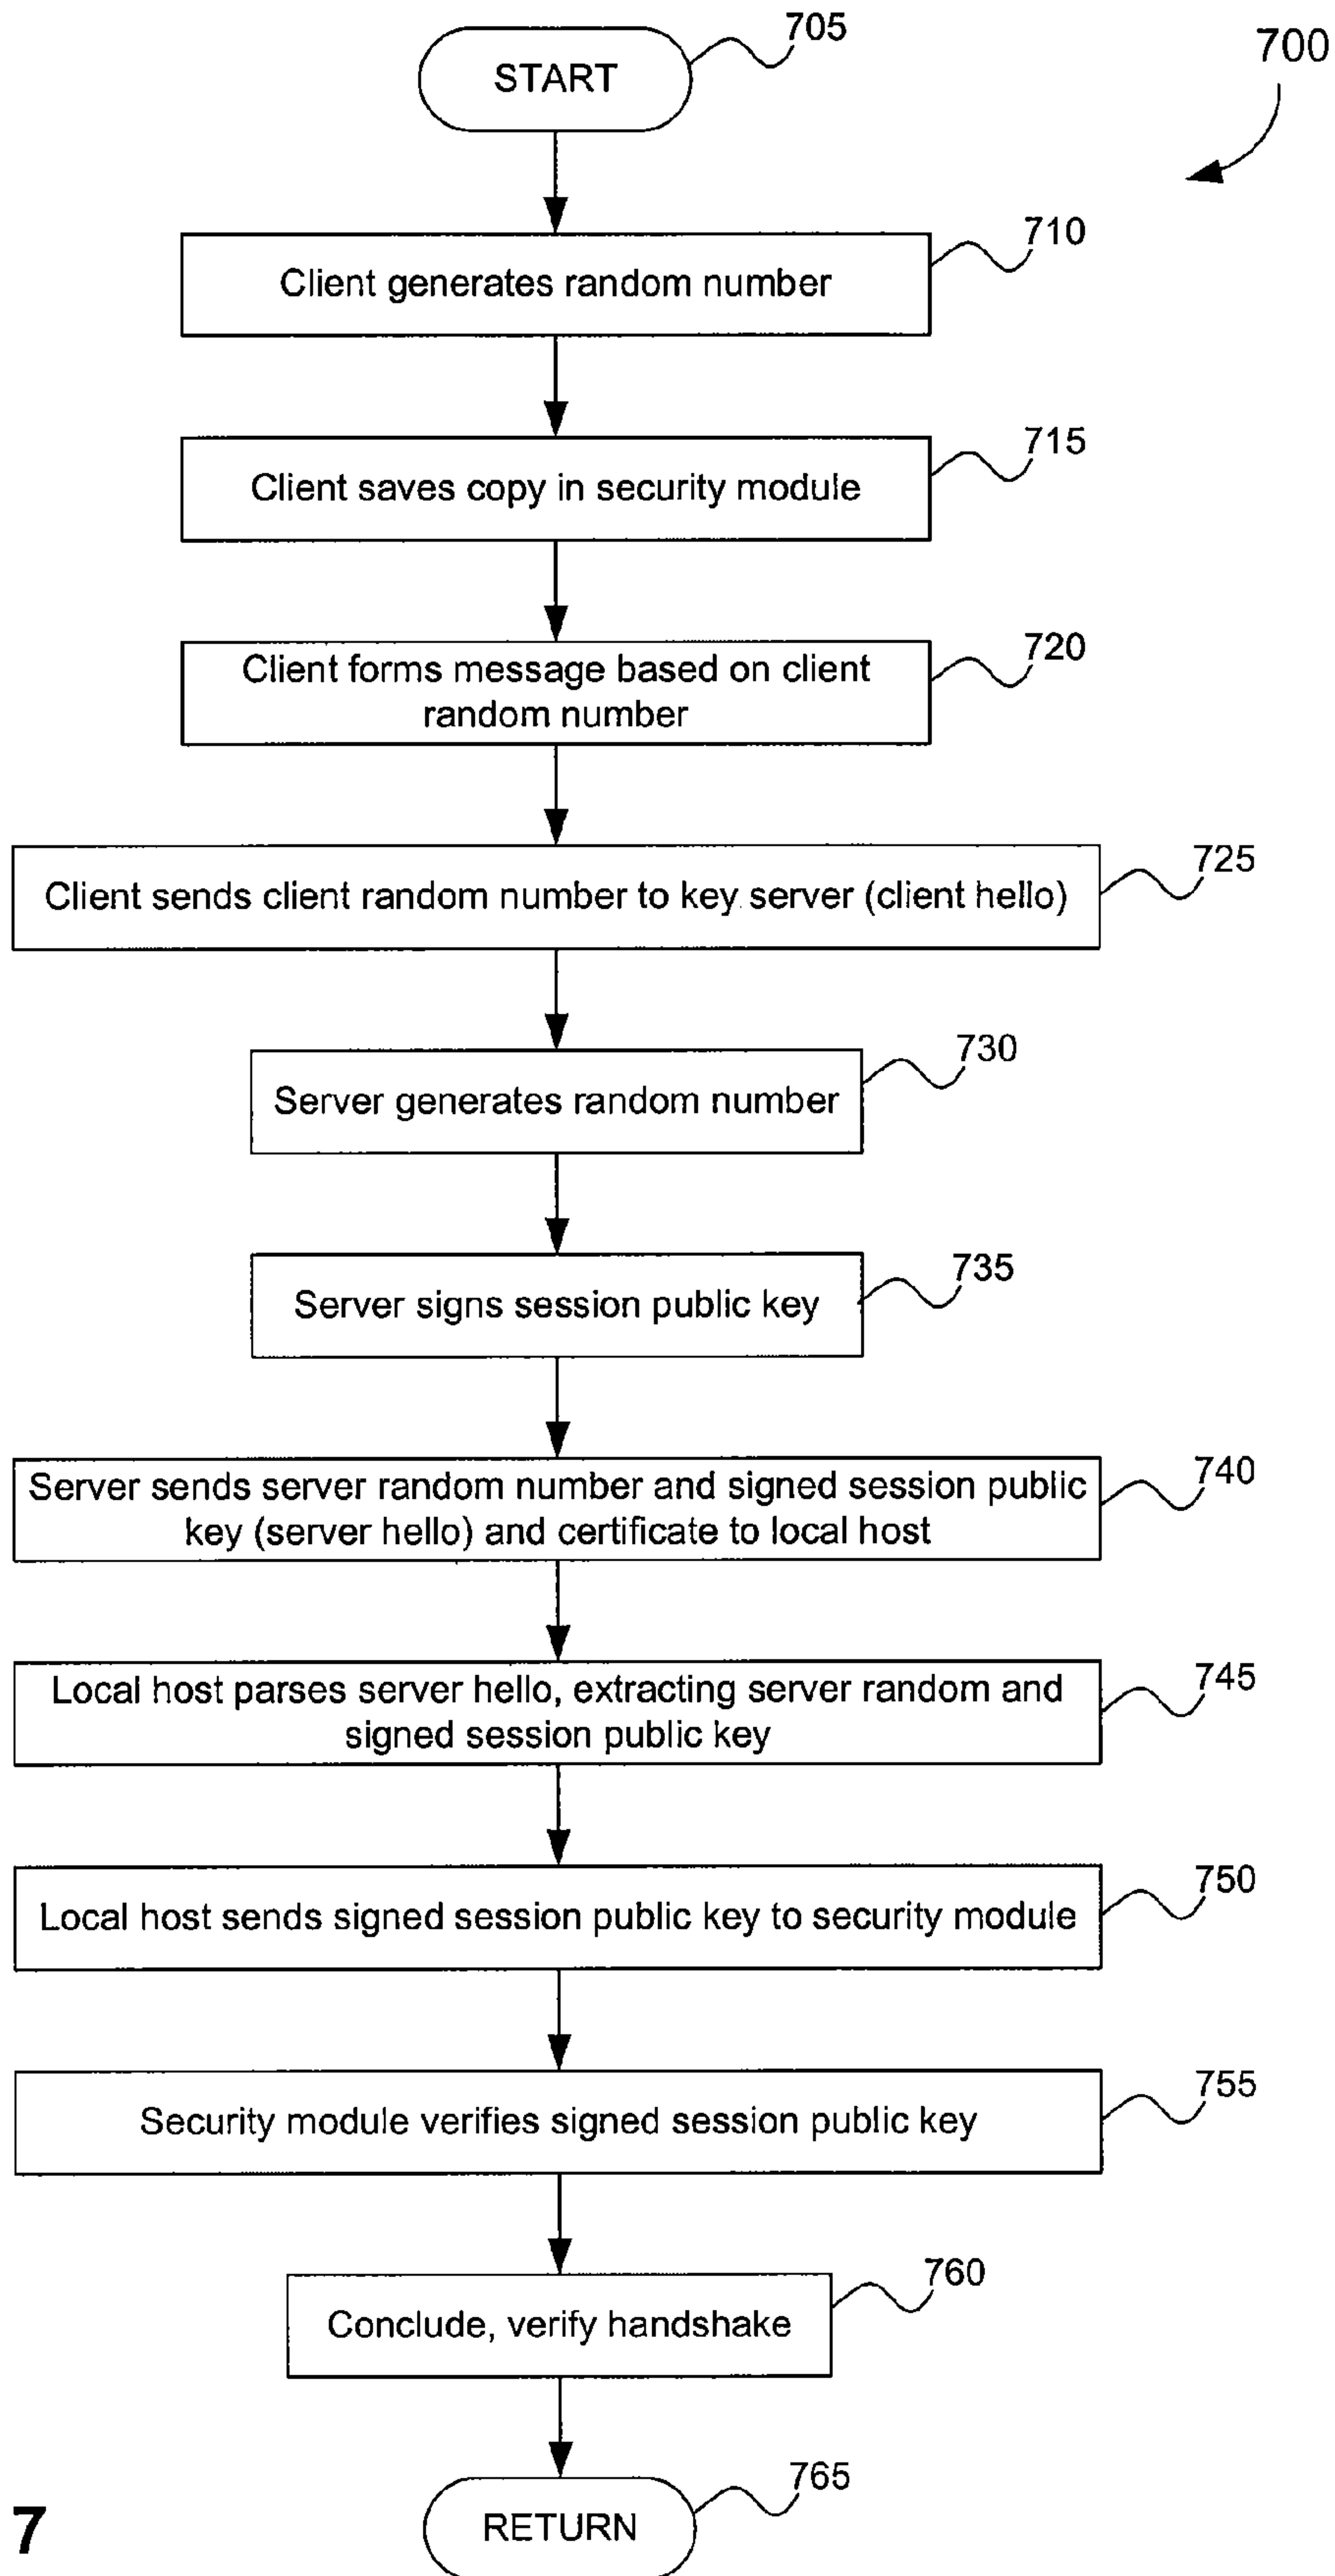 START
705
700
Client generates random number
710
Client saves copy in security module
715
Client forms message based on client
random number
720
Client sends client random number to key server (client hello)
725
Server generates random number
730
Server signs session public key
735
Server sends server random number and signed session public
key (server hello) and certificate to local host
740
Local host parses server hello, extracting server random and
signed session public key
745
Local host sends signed session public key to security module
750
Security module verifies signed session public key
755
Conclude, verify handshake
760
RETURN
765
7